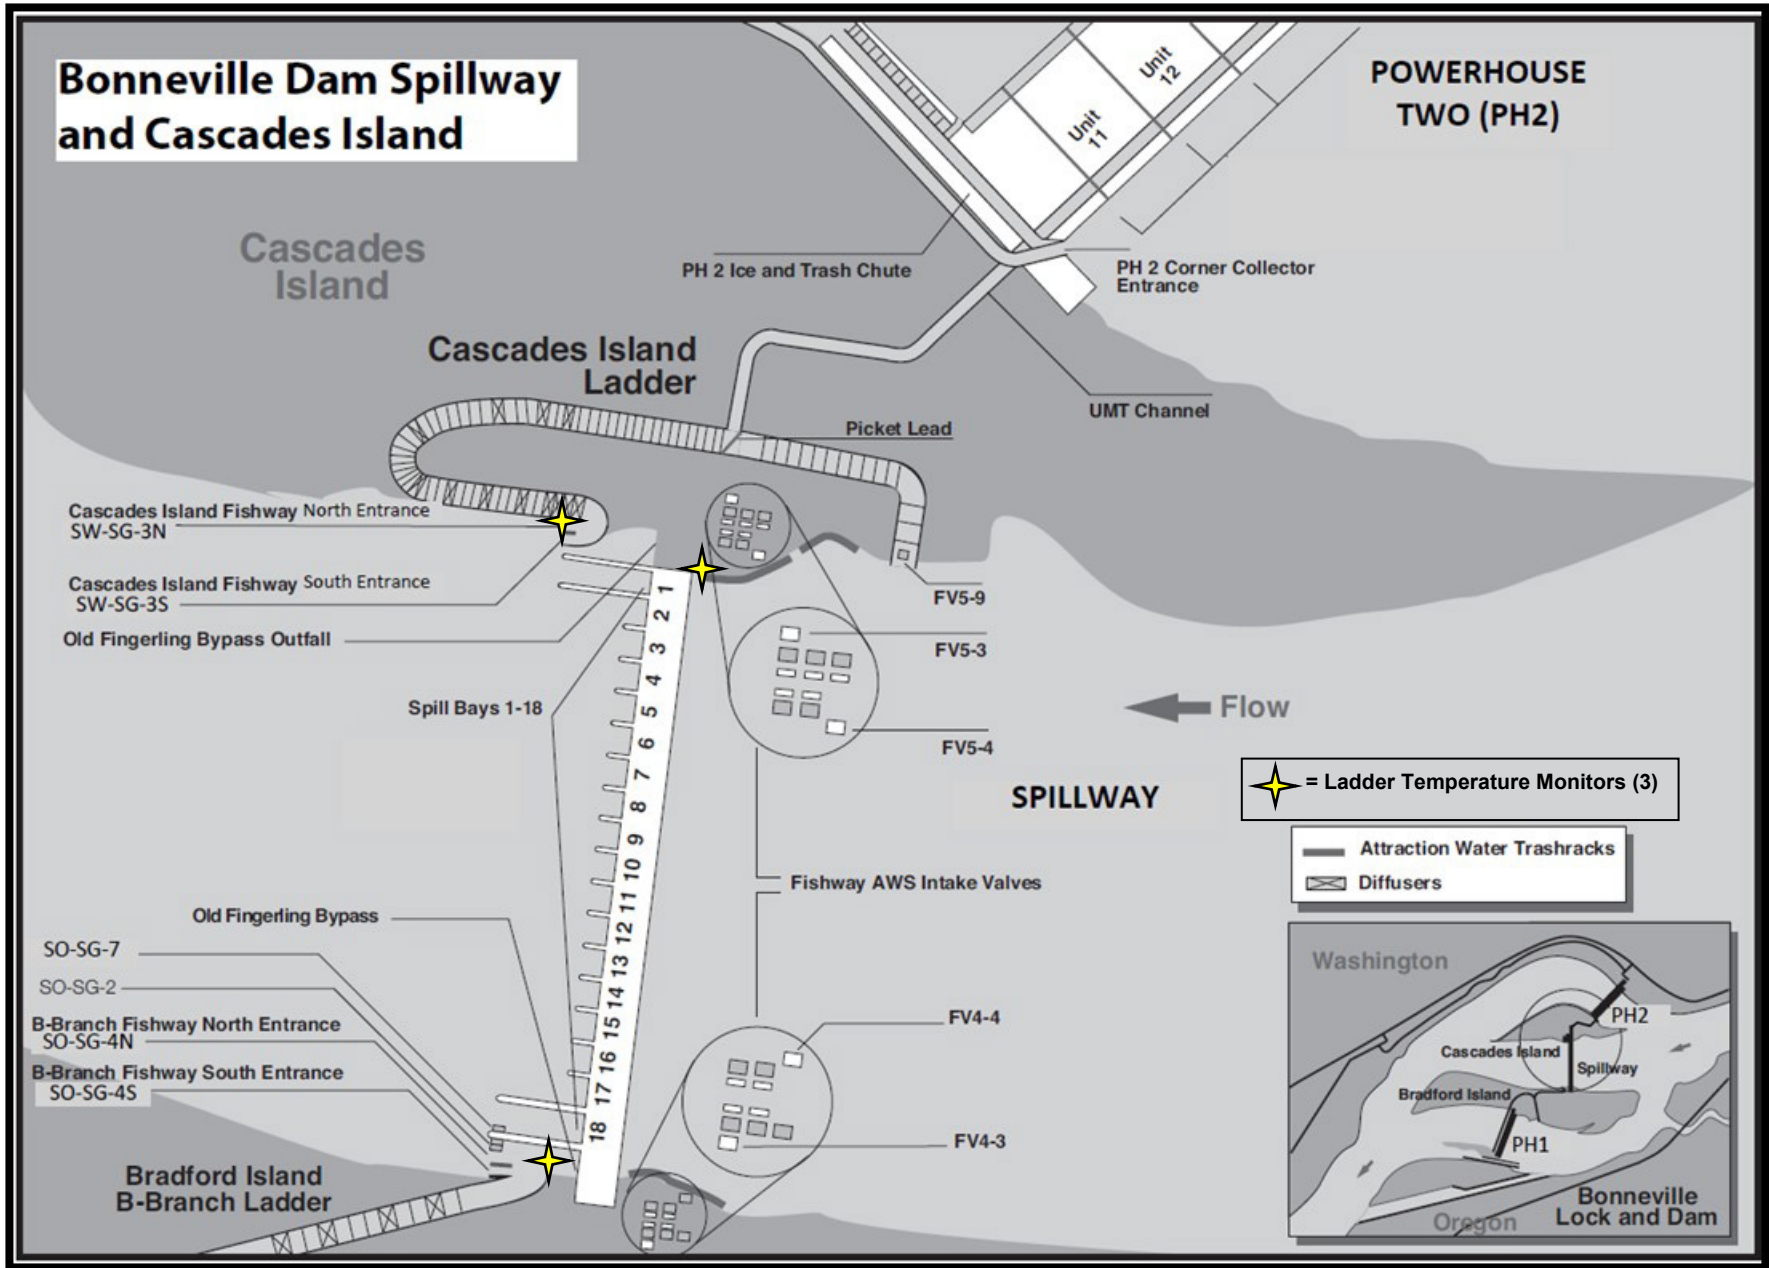 Bonneville Dam Spillway
and Cascades Island
POWERHOUSE
TWO (PH2)
Unit
12
Unit
11
Cascades
Island
PH 2 Ice and Trash Chute
PH 2 Corner Collector
Entrance
Cascades Island
Ladder
UMT Channel
Picket Lead
Cascades Island Fishway North Entrance
SW-SG-3N
Cascades Island Fishway South Entrance
SW-SG-3S
Old Fingerling Bypass Outfall
FV5-9
FV5-3
FV5-4
Spill Bays 1-18
1
2
3
4
5
6
7
8
9
10
11
12
13
14
15
16
17
18
Flow
SPILLWAY
= Ladder Temperature Monitors (3)
Attraction Water Trashracks
Diffusers
Fishway AWS Intake Valves
Old Fingerling Bypass
SO-SG-7
SO-SG-2
B-Branch Fishway North Entrance
SO-SG-4N
B-Branch Fishway South Entrance
SO-SG-4S
FV4-4
FV4-3
Bradford Island
B-Branch Ladder
Washington
PH2
Cascades Island
Spillway
Bradford Island
PH1
Bonneville
Lock and Dam
Oregon